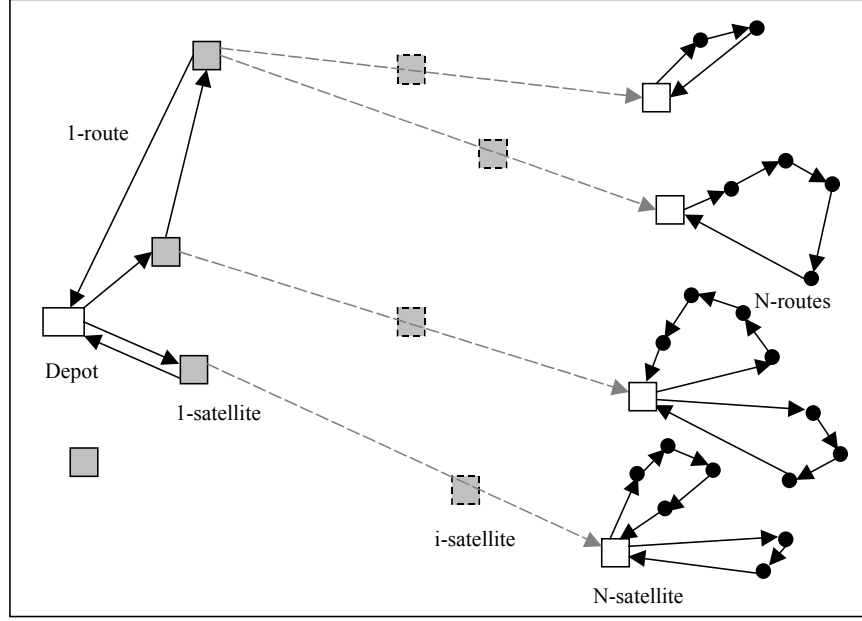 1-route
N-routes
Depot
1-satellite
i-satellite
N-satellite